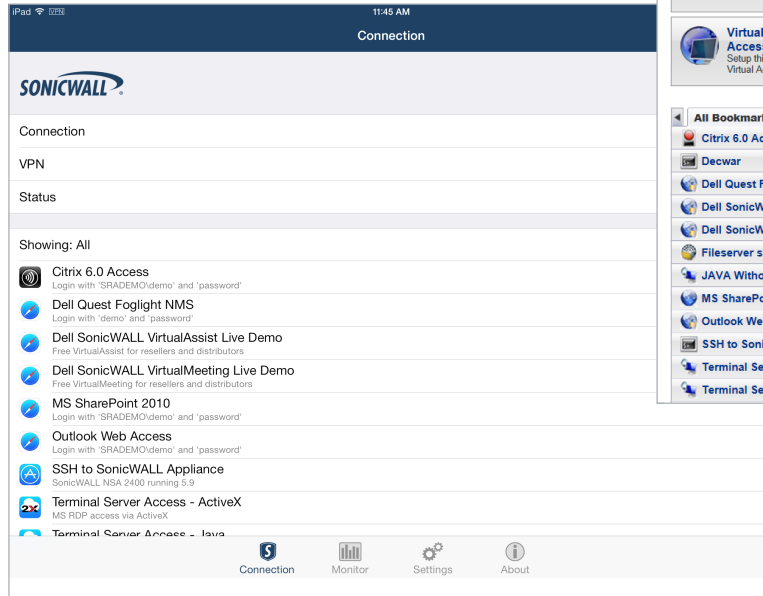 iPad VPN 11:45 AM
Connection
SONICWALL
Connection
VPN
Status
Showing: All
Citrix 6.0 Access
Login with 'SRADEMO\demo' and 'password'
Dell Quest Foglight NMS
Login with 'demo' and 'password'
Dell SonicWALL VirtualAssist Live Demo
Free VirtualAssist for resellers and distributors
Dell SonicWALL VirtualMeeting Live Demo
Free VirtualMeeting for resellers and distributors
MS SharePoint 2010
Login with 'SRADEMO\demo' and 'password'
Outlook Web Access
Login with 'SRADEMO\demo' and 'password'
SSH to SonicWALL Appliance
SonicWALL NSA 2400 running 5.9
2X
Terminal Server Access - ActiveX
MS RDP access via ActiveX
Terminal Server Access - Java
Connection
Monitor
Settings
About
Virtual
Access
Setup thi
Virtual A
All Bookmar
Citrix 6.0 Ac
Decwar
Dell Quest F
Dell SonicW
Dell SonicW
Fileserver s
JAVA Witho
MS SharePo
Outlook We
SSH to Soni
Terminal Se
Terminal Se